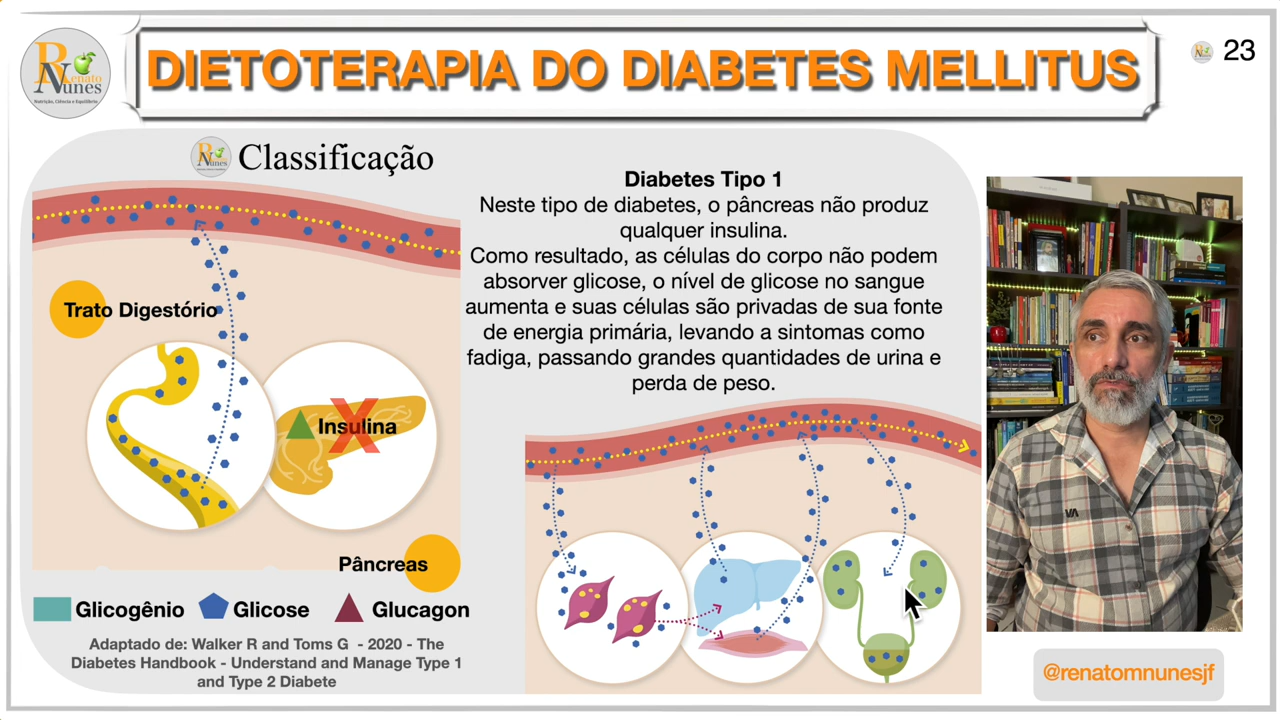 Renato
Nunes
Nutrição, Ciência e Equilíbrio
DIETOTERAPIA DO DIABETES MELLITUS
23
Classificação
Diabetes Tipo 1
Neste tipo de diabetes, o pâncreas não produz
qualquer insulina.
Como resultado, as células do corpo não podem
absorver glicose, o nível de glicose no sangue
aumenta e suas células são privadas de sua fonte
de energia primária, levando a sintomas como
fadiga, passando grandes quantidades de urina e
perda de peso.
Trato Digestório
Insulina
Pâncreas
Glicogênio
Glicose
Glucagon
Adaptado de: Walker R and Toms G - 2020 - The
Diabetes Handbook - Understand and Manage Type 1
and Type 2 Diabete
VA
@renatomnunesjf